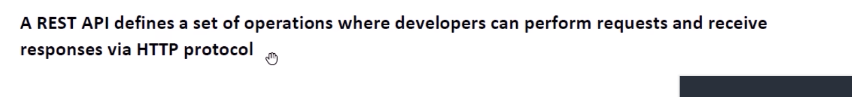 A REST API defines a set of operations where developers can perform requests and receive
responses via HTTP protocol